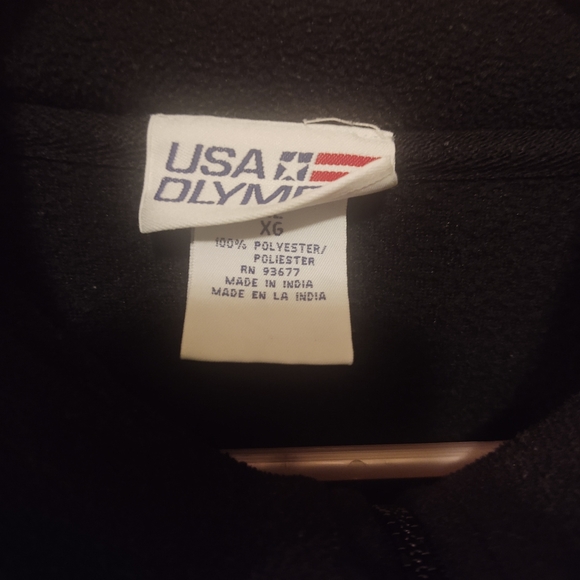 USA
OLYMP
XG
100% POLYESTER/
POLIESTER
RN 93677
MADE IN INDIA
MADE EN LA INDIA